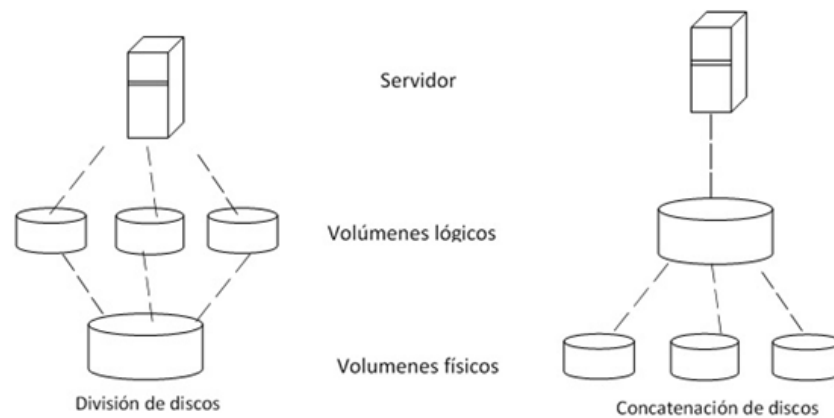 Servidor
Volúmenes lógicos
Volumenes físicos
División de discos
Concatenación de discos